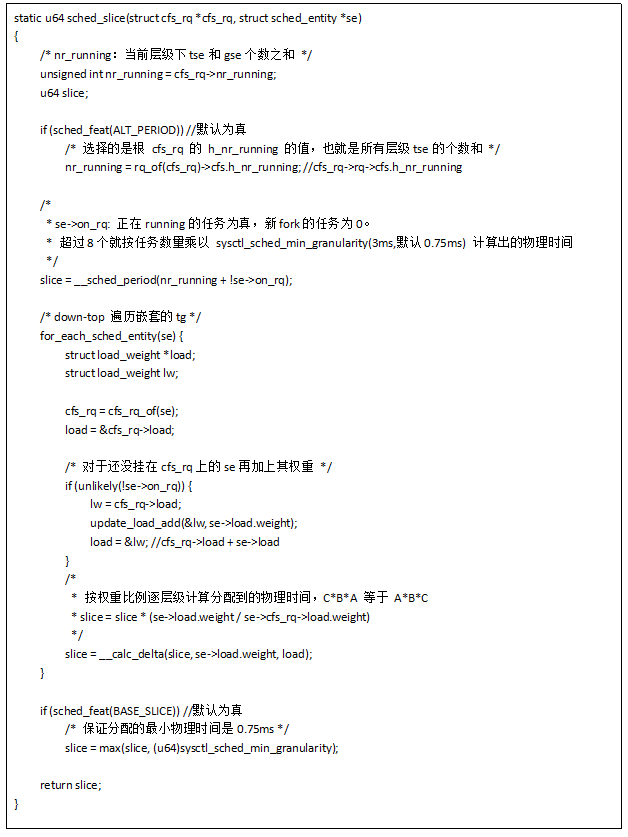 static u64 sched_slice(struct cfs_rq *cfs_rq, struct sched_entity *se)
{
/* nr_running：当前层级下 tse 和 gse 个数之和 */
unsigned int nr_running = cfs_rq->nr_running;
u64 slice;
if (sched_feat(ALT_PERIOD)) //默认为真
/* 选择的是根 cfs_rq 的 h_nr_running 的值，也就是所有层级 tse 的个数和 */
nr_running = rq_of(cfs_rq)->cfs.h_nr_running; //cfs_rq->rq->cfs.h_nr_running
/*
* se->on_rq: 正在 running 的任务为真，新 fork 的任务为 0。
* 超过 8 个就按任务数量乘以 sysctl_sched_min_granularity(3ms,默认 0.75ms) 计算出的物理时间
*/
slice = __sched_period(nr_running + !se->on_rq);
/* down-top 遍历嵌套的 tg */
for_each_sched_entity(se) {
struct load_weight *load;
struct load_weight lw;
cfs_rq = cfs_rq_of(se);
load = &cfs_rq->load;
/* 对于还没挂在 cfs_rq 上的 se 再加上其权重 */
if (unlikely(!se->on_rq)) {
lw = cfs_rq->load;
update_load_add(&lw, se->load.weight);
load = &lw; //cfs_rq->load + se->load
}
/*
* 按权重比例逐层级计算分配到的物理时间，C*B*A 等于 A*B*C
* slice = slice * (se->load.weight / se->cfs_rq->load.weight)
*/
slice = __calc_delta(slice, se->load.weight, load);
}
if (sched_feat(BASE_SLICE)) //默认为真
/* 保证分配的最小物理时间是 0.75ms */
slice = max(slice, (u64)sysctl_sched_min_granularity);
return slice;
}